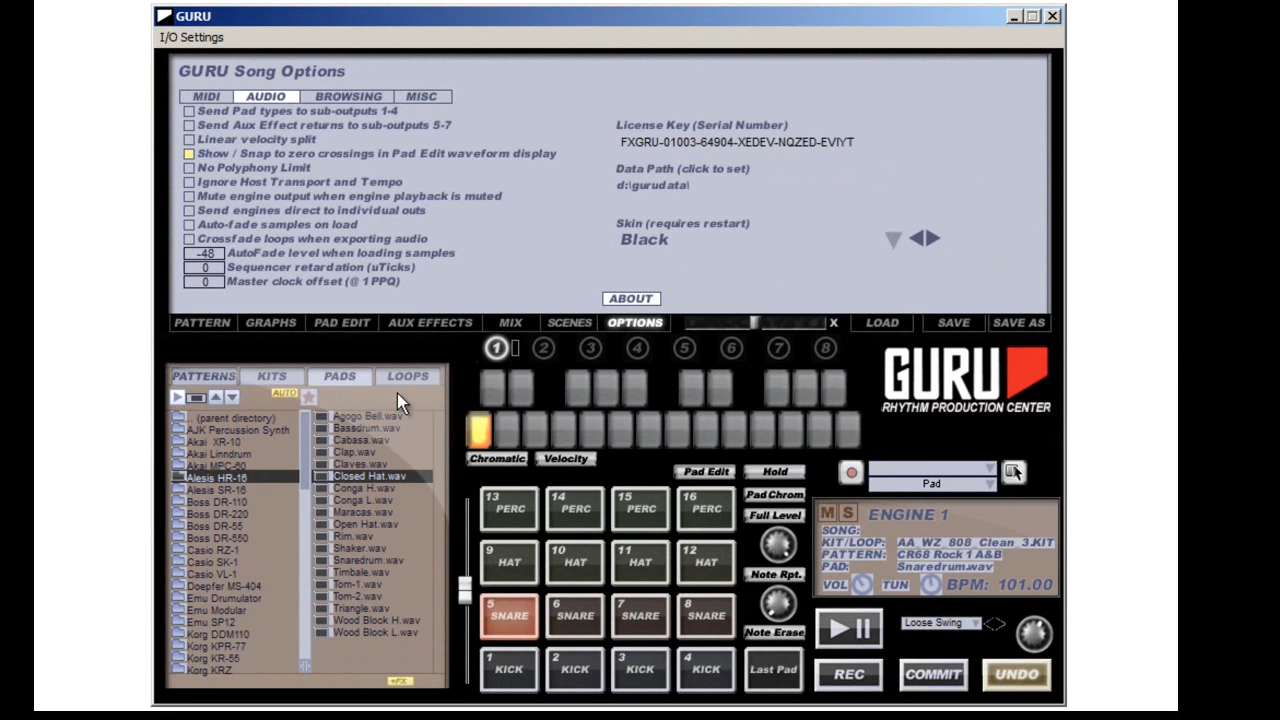 GURU
I/O Settings
GURU Song Options
MIDI AUDIO BROWSING MISC
Send Pad types to sub-outputs 1-4
Send Aux Effect returns to sub-outputs 5-7
Linear velocity split
Show / Snap to zero crossings in Pad Edit waveform display
No Polyphony Limit
Ignore Host Transport and Tempo
Mute engine output when engine playback is muted
Send engines direct to individual outs
Auto-fade samples on load
Crossfade loops when exporting audio
-48 AutoFade level when loading samples
0 Sequencer retardation (uTicks)
0 Master clock offset (@ 1 PPQ)
License Key (Serial Number)
FXGRU-01003-64904-XEDEV-NQZED-EVIYT
Data Path (click to set)
d:\gurudata\
Skin (requires restart)
Black
ABOUT
PATTERN GRAPHS PAD EDIT AUX EFFECTS MIX SCENES OPTIONS X LOAD SAVE SAVE AS
1 2 3 4 5 6 7 8
GURU
RHYTHM PRODUCTION CENTER
PATTERNS KITS PADS LOOPS
AUTO
.. (parent directory)
AJK Percussion Synth
Akai XR-10
Akai Linndrum
Akai MPC-60
Alesis HR-16
Alesis SR-16
Boss DR-110
Boss DR-220
Boss DR-55
Boss DR-550
Casio RZ-1
Casio SK-1
Casio VL-1
Doepfer MS-404
Emu Drumulator
Emu Modular
Emu SP12
Korg DDM110
Korg KPR-77
Korg KR-55
Korg KRZ
Agogo Bell.wav
Bassdrum.wav
Cabasa.wav
Clap.wav
Claves.wav
Closed Hat.wav
Conga H.wav
Conga L.wav
Maracas.wav
Open Hat.wav
Rim.wav
Shaker.wav
Snaredrum.wav
Timbale.wav
Tom-1.wav
Tom-2.wav
Triangle.wav
Wood Block H.wav
Wood Block L.wav
+FX
Chromatic Velocity
Pad Edit Hold
Pad Chrom.
Full Level
Note Rpt.
Note Erase
13 PERC 14 PERC 15 PERC 16 PERC
9 HAT 10 HAT 11 HAT 12 HAT
5 SNARE 6 SNARE 7 SNARE 8 SNARE
1 KICK 2 KICK 3 KICK 4 KICK Last Pad
Pad
M S ENGINE 1
SONG:
KIT/LOOP: AA_WZ_808_Clean_3.KIT
PATTERN: CR68 Rock 1 A&B
PAD: Snaredrum.wav
VOL TUN BPM: 101.00
Loose Swing
REC COMMIT UNDO